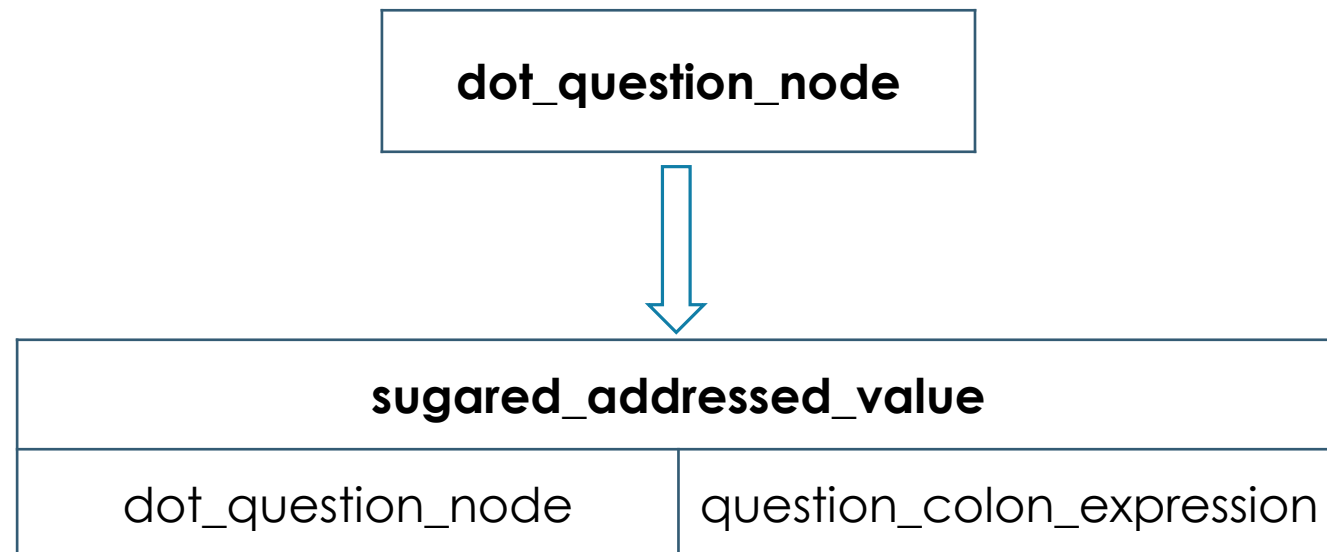 dot_question_node
sugared_addressed_value
dot_question_node question_colon_expression